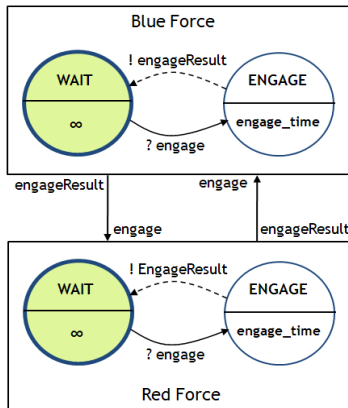 Blue Force
! engageResult
WAIT
ENGAGE
∞
engage_time
? engage
engageResult
engage
engage
engageResult
! EngageResult
WAIT
ENGAGE
∞
engage_time
? engage
Red Force